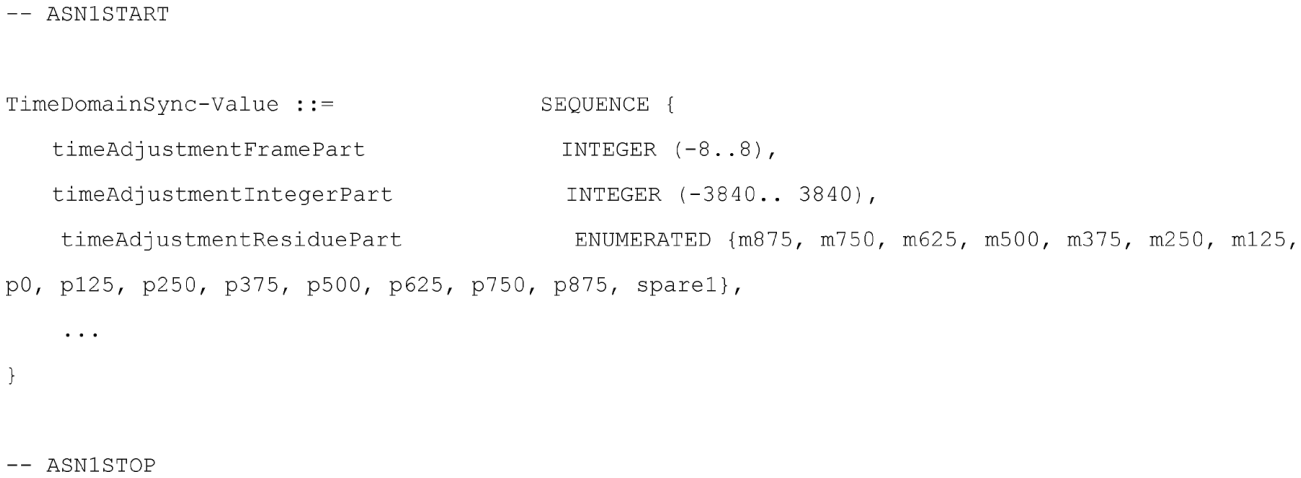 -- ASN1START
TimeDomainSync-Value ::= SEQUENCE {
timeAdjustmentFramePart INTEGER (-8..8),
timeAdjustmentIntegerPart INTEGER (-3840.. 3840),
timeAdjustmentResiduePart ENUMERATED {m875, m750, m625, m500, m375, m250, m125,
p0, p125, p250, p375, p500, p625, p750, p875, spare1},
...
}
-- ASN1STOP